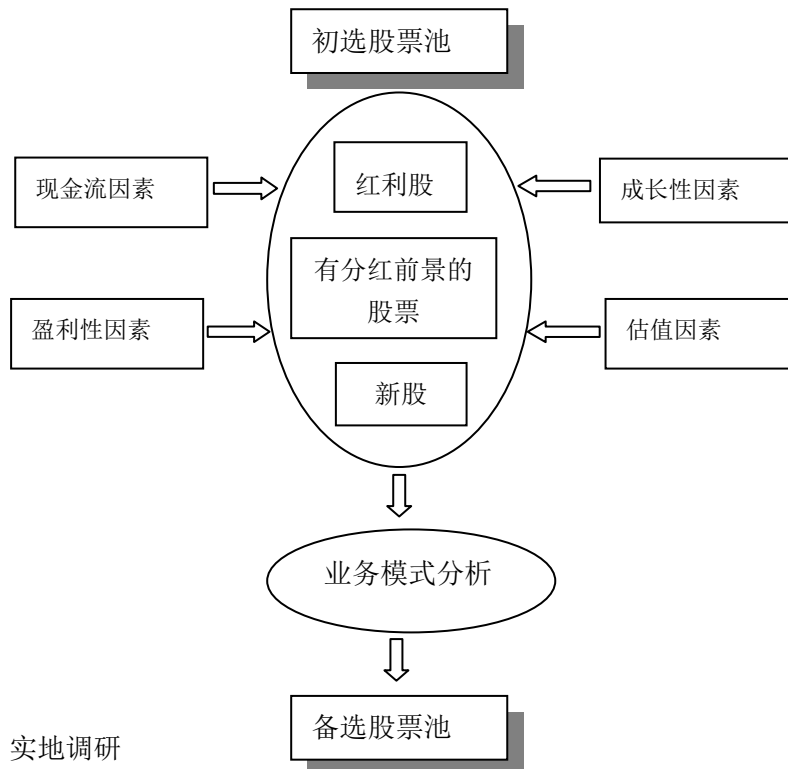 初选股票池
红利股
现金流因素
成长性因素
有分红前景的
股票
盈利性因素
估值因素
新股
业务模式分析
备选股票池
实地调研